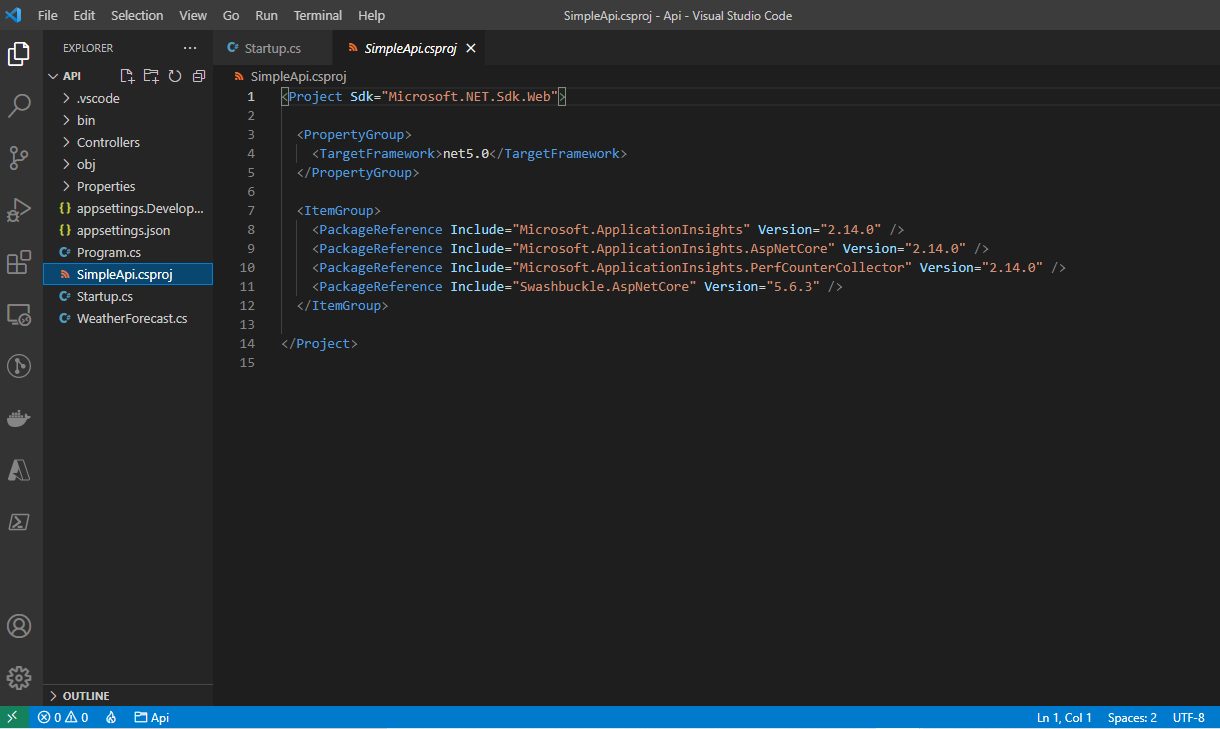 File Edit Selection View Go Run Terminal Help
SimpleApi.csproj - Api - Visual Studio Code
EXPLORER ···
API
.vscode
bin
Controllers
obj
Properties
{} appsettings.Develop...
{} appsettings.json
C# Program.cs
SimpleApi.csproj
C# Startup.cs
C# WeatherForecast.cs
OUTLINE
C# Startup.cs
SimpleApi.csproj
SimpleApi.csproj
1 <Project Sdk="Microsoft.NET.Sdk.Web">
2
3 <PropertyGroup>
4 <TargetFramework>net5.0</TargetFramework>
5 </PropertyGroup>
6
7 <ItemGroup>
8 <PackageReference Include="Microsoft.ApplicationInsights" Version="2.14.0" />
9 <PackageReference Include="Microsoft.ApplicationInsights.AspNetCore" Version="2.14.0" />
10 <PackageReference Include="Microsoft.ApplicationInsights.PerfCounterCollector" Version="2.14.0" />
11 <PackageReference Include="Swashbuckle.AspNetCore" Version="5.6.3" />
12 </ItemGroup>
13
14 </Project>
15
0 0 Api
Ln 1, Col 1 Spaces: 2 UTF-8